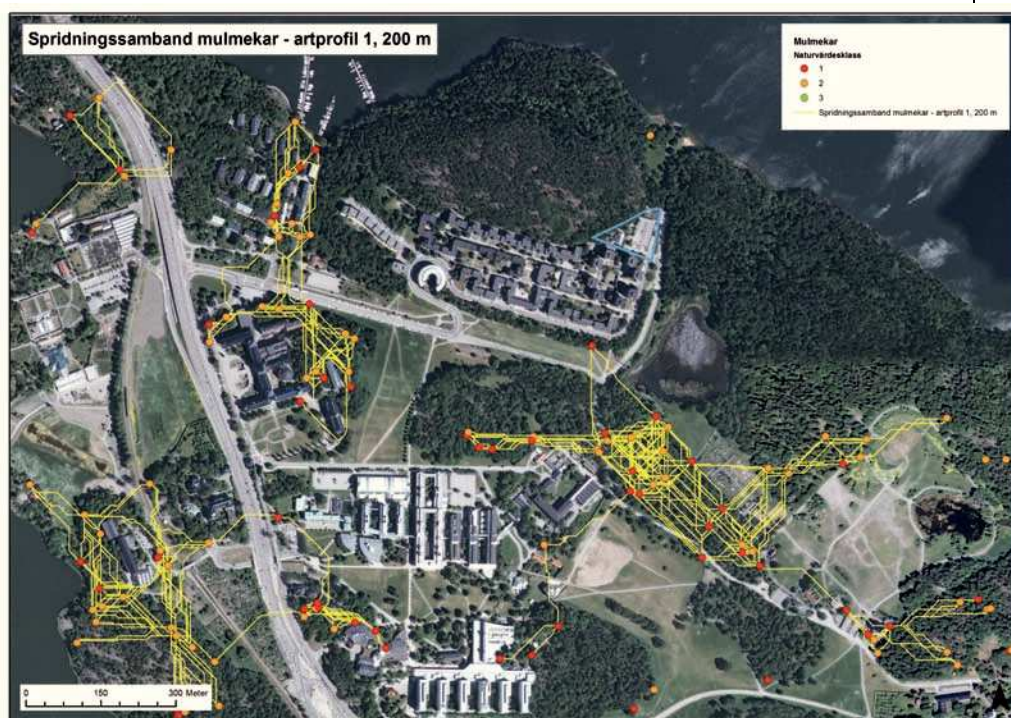 Spridningssamband mulmekar - artprofil 1, 200 m
Mulmekar
Naturvärdesklass
1
2
3
Spridningssamband mulmekar - artprofil 1, 200 m
0 150 300 Meter